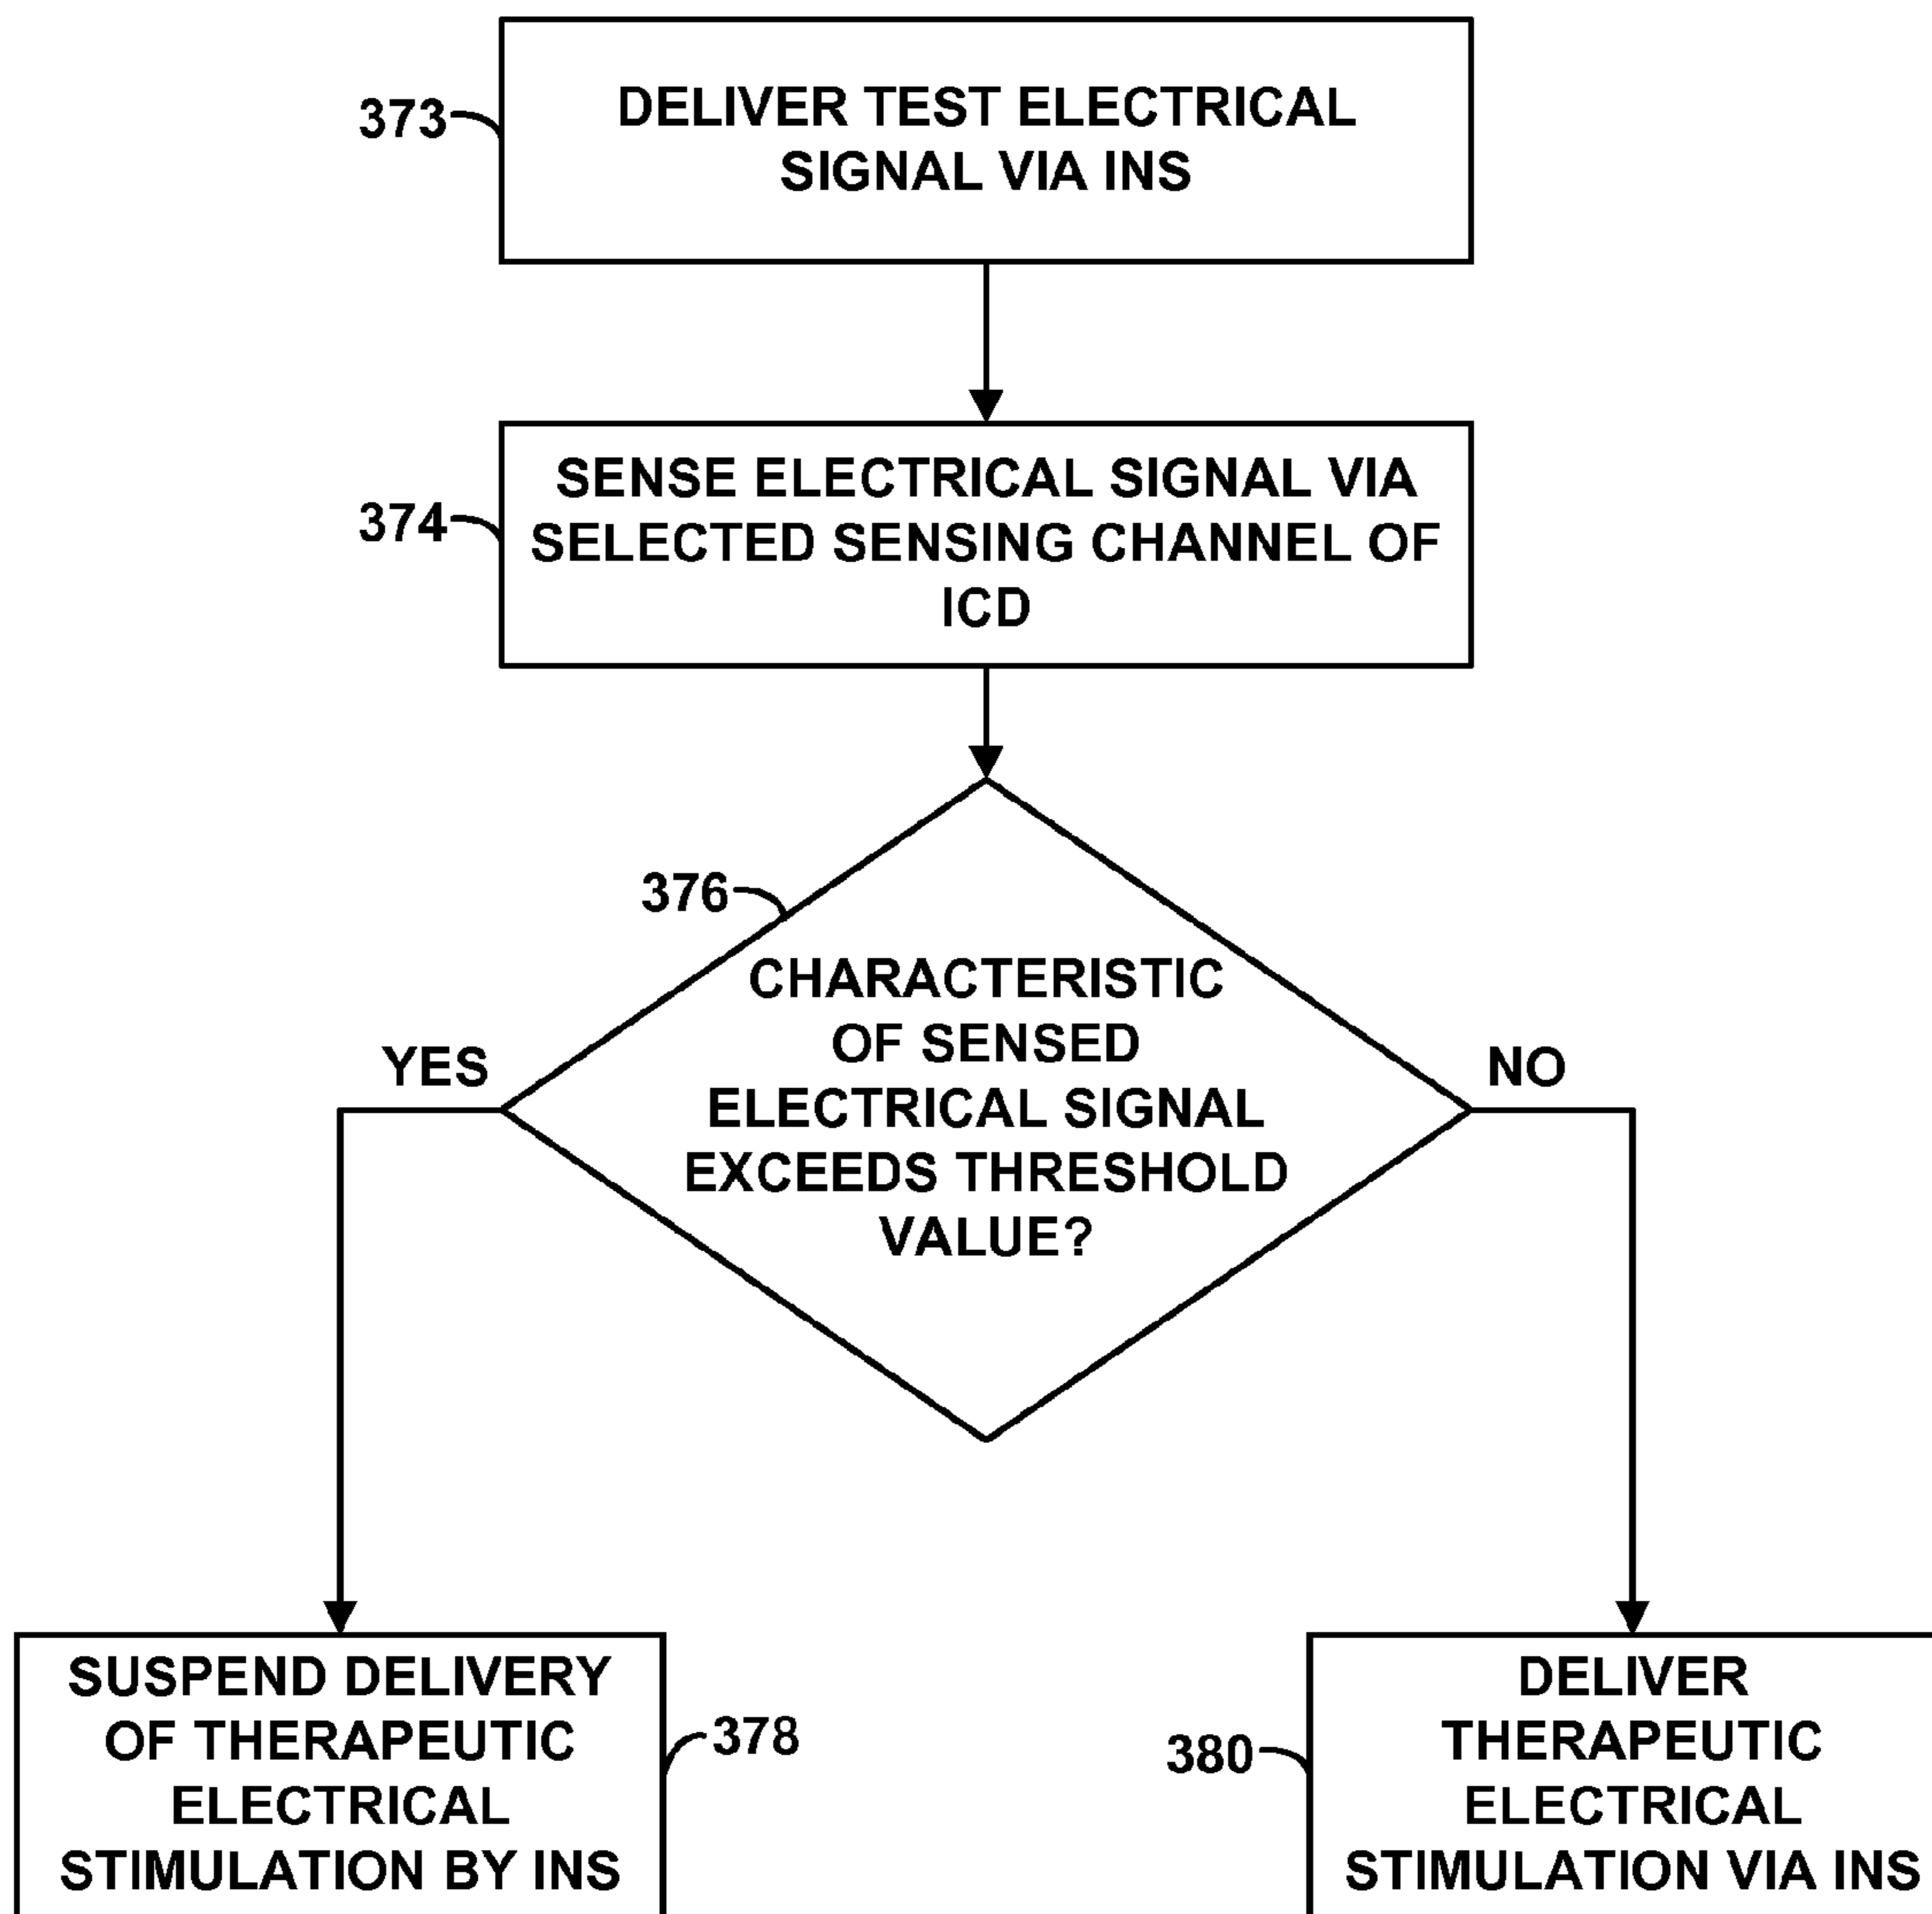 373
DELIVER TEST ELECTRICAL
SIGNAL VIA INS
374
SENSE ELECTRICAL SIGNAL VIA
SELECTED SENSING CHANNEL OF
ICD
376
CHARACTERISTIC
OF SENSED
ELECTRICAL SIGNAL
EXCEEDS THRESHOLD
VALUE?
YES
NO
SUSPEND DELIVERY
OF THERAPEUTIC
ELECTRICAL
STIMULATION BY INS
378
380
DELIVER
THERAPEUTIC
ELECTRICAL
STIMULATION VIA INS